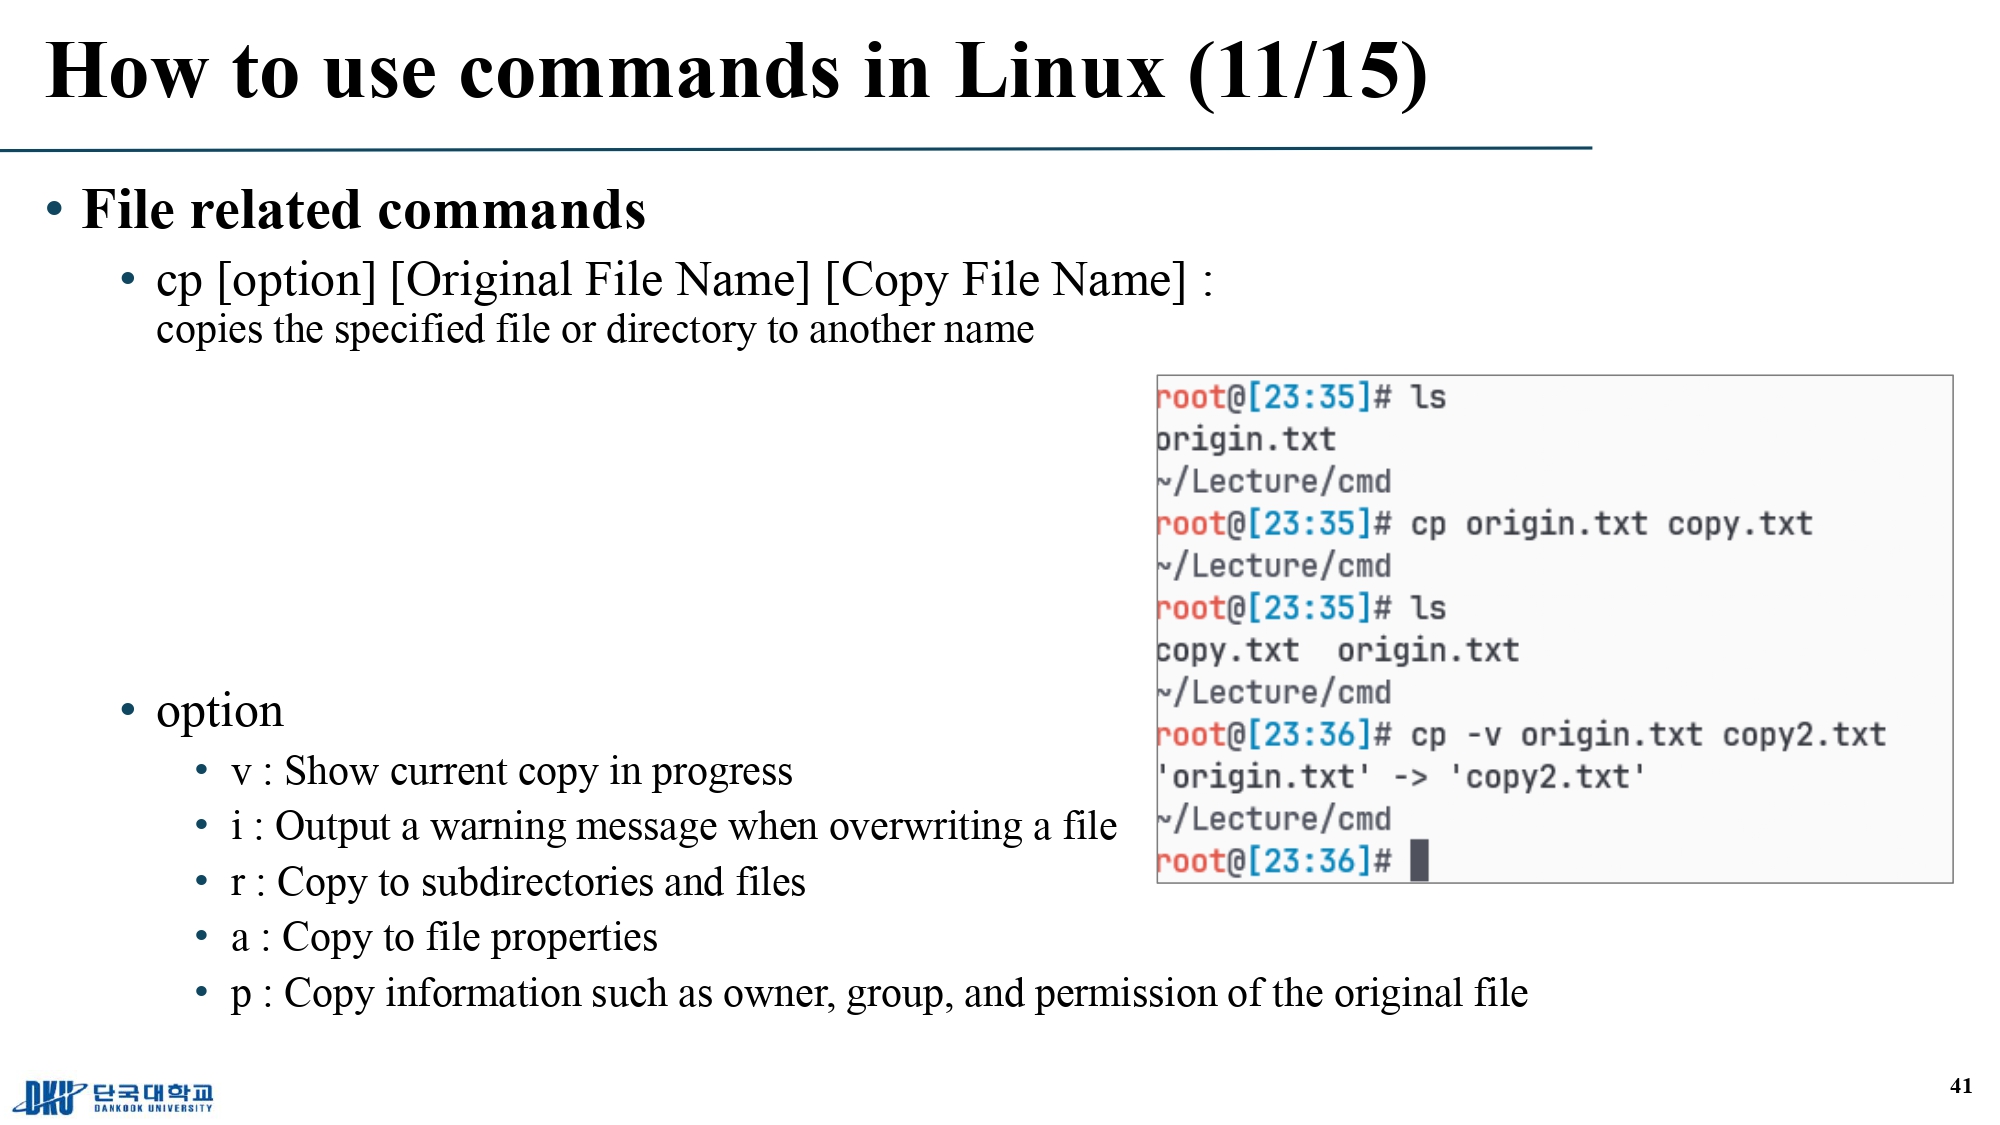 How to use commands in Linux (11/15)
• File related commands
• cp [option] [Original File Name] [Copy File Name] :
copies the specified file or directory to another name
root@[23:35]# ls
origin.txt
~/Lecture/cmd
root@[23:35]# cp origin.txt copy.txt
~/Lecture/cmd
root@[23:35]# ls
copy.txt  origin.txt
~/Lecture/cmd
root@[23:36]# cp -v origin.txt copy2.txt
'origin.txt' -> 'copy2.txt'
~/Lecture/cmd
root@[23:36]#
• option
• v : Show current copy in progress
• i : Output a warning message when overwriting a file
• r : Copy to subdirectories and files
• a : Copy to file properties
• p : Copy information such as owner, group, and permission of the original file
DKU 단국대학교
DANKOOK UNIVERSITY
41